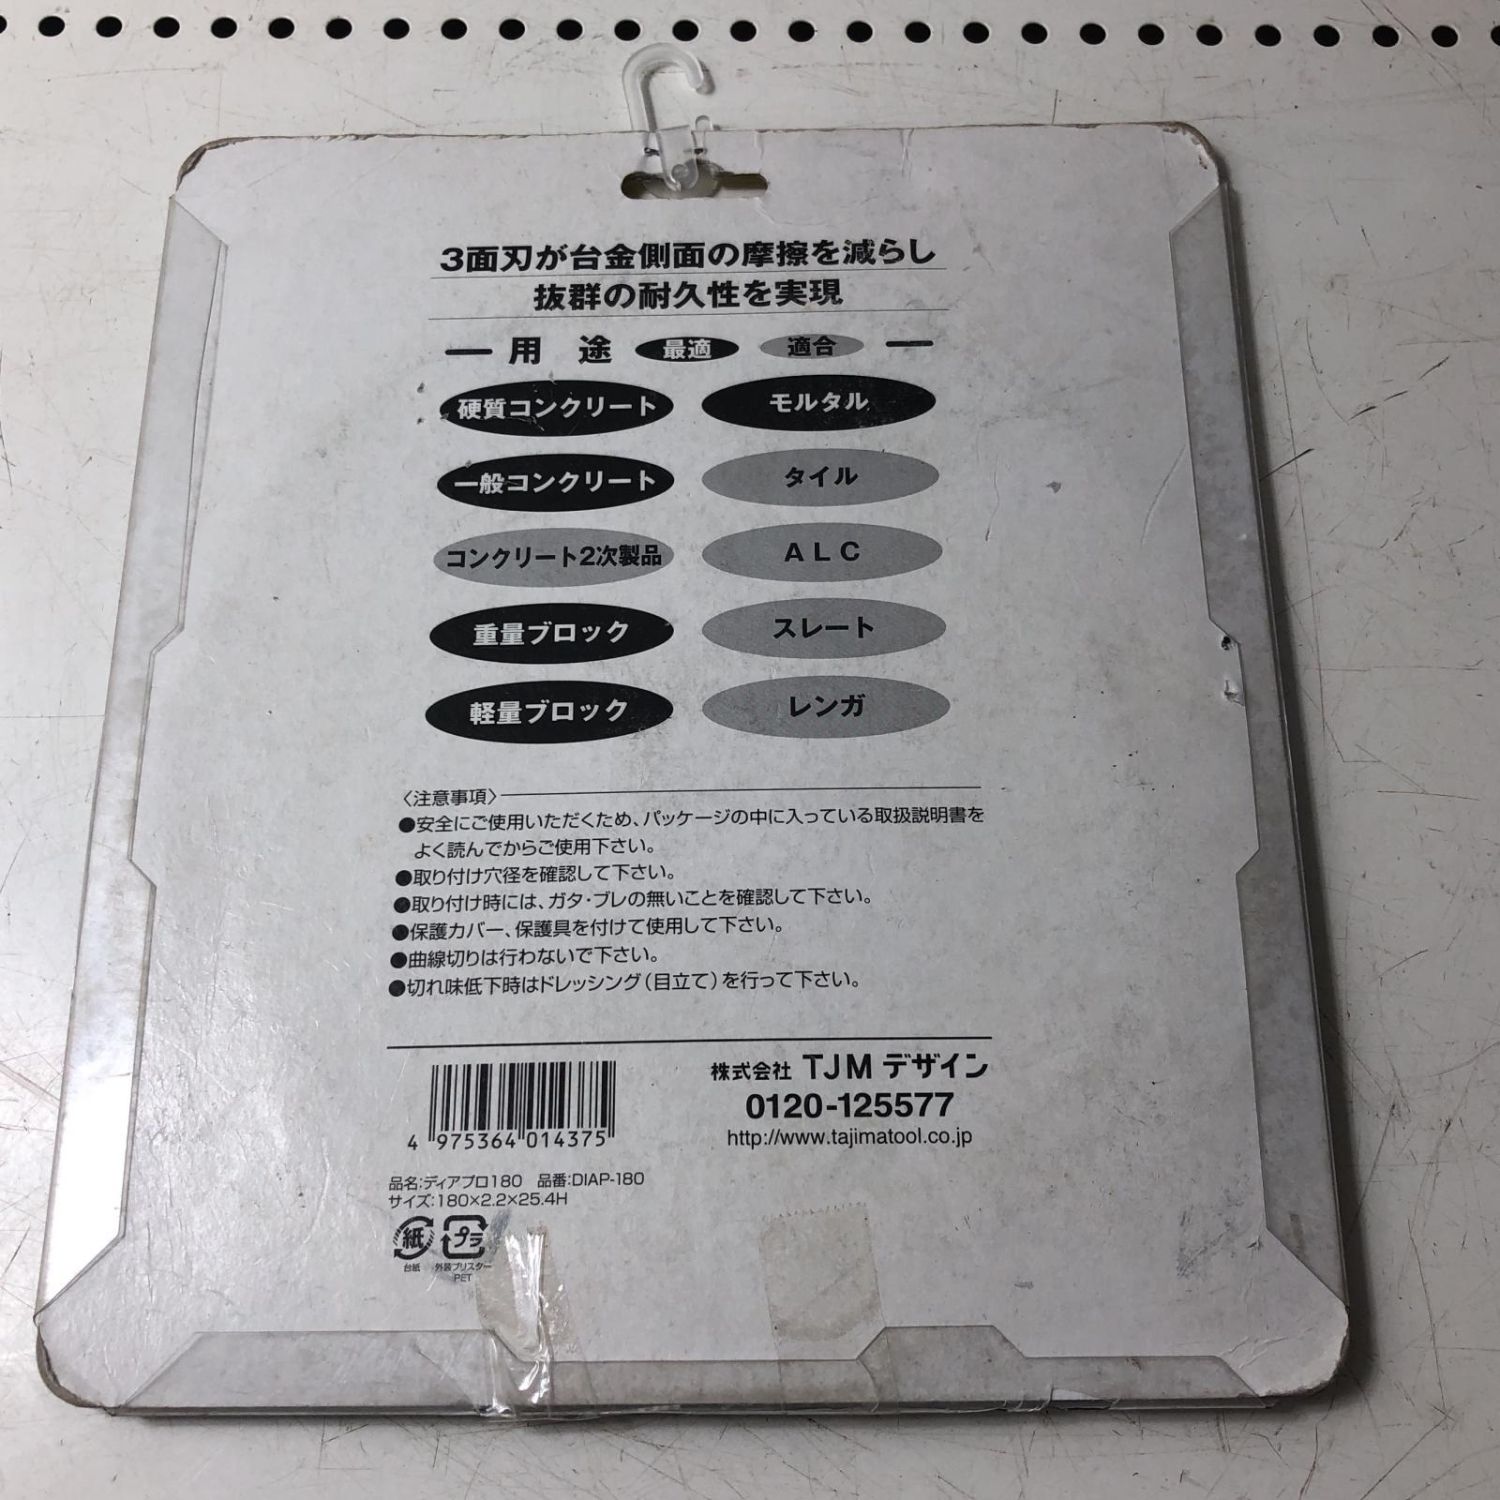 3面刃が台金側面の摩擦を減らし
抜群の耐久性を実現
用 途 最適 適合
硬質コンクリート モルタル
一般コンクリート タイル
コンクリート2次製品 ALC
重量ブロック スレート
軽量ブロック レンガ
〈注意事項〉
●安全にご使用いただくため、パッケージの中に入っている取扱説明書を
よく読んでからご使用下さい。
●取り付け穴径を確認して下さい。
●取り付け時には、ガタ・ブレの無いことを確認して下さい。
●保護カバー、保護具を付けて使用して下さい。
●曲線切りは行わないで下さい。
●切れ味低下時はドレッシング(目立て)を行って下さい。
株式会社 TJMデザイン
0120-125577
http://www.tajimatool.co.jp
4 975364 014375
品名:ディアプロ180 品番:DIAP-180
サイズ:180×2.2×25.4H
紙 プラ
台紙 外装ブリスター
PET